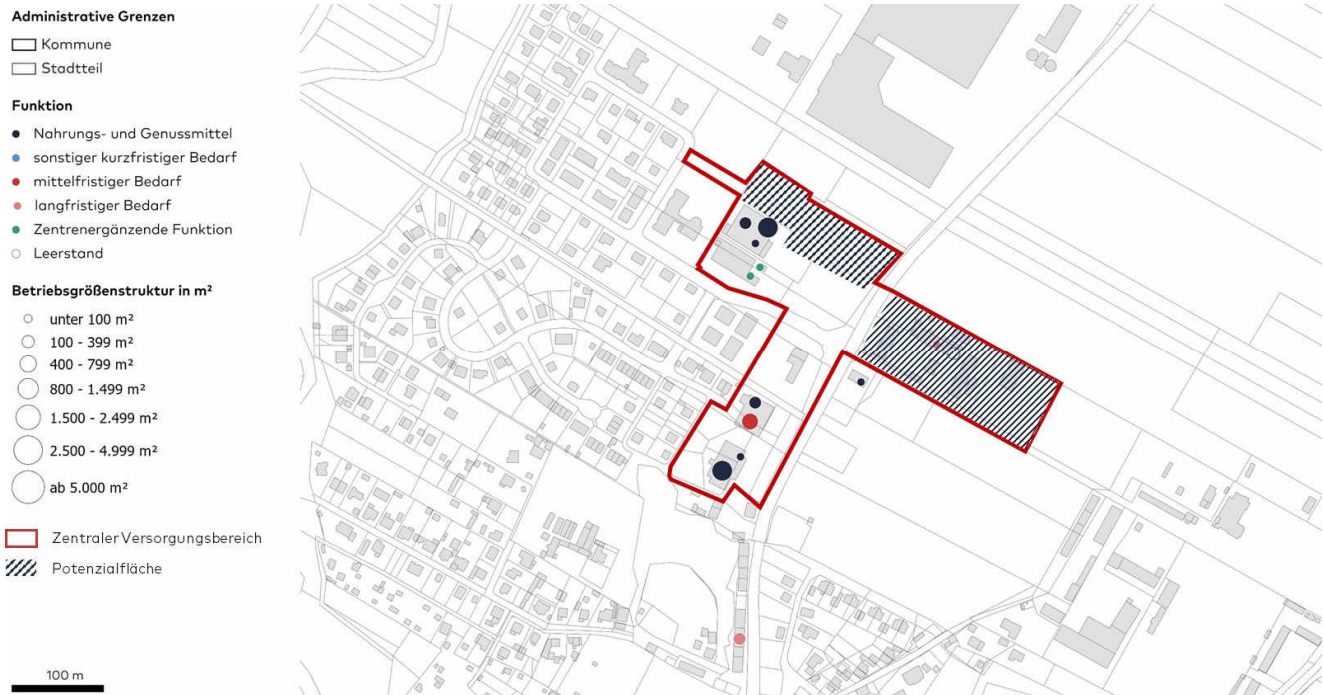 Administrative Grenzen
Kommune
Stadtteil
Funktion
Nahrungs- und Genussmittel
sonstiger kurzfristiger Bedarf
mittelfristiger Bedarf
langfristiger Bedarf
Zentrenergänzende Funktion
Leerstand
Betriebsgrößenstruktur in m²
unter 100 m²
100 - 399 m²
400 - 799 m²
800 - 1.499 m²
1.500 - 2.499 m²
2.500 - 4.999 m²
ab 5.000 m²
Zentraler Versorgungsbereich
Potenzialfläche
100 m